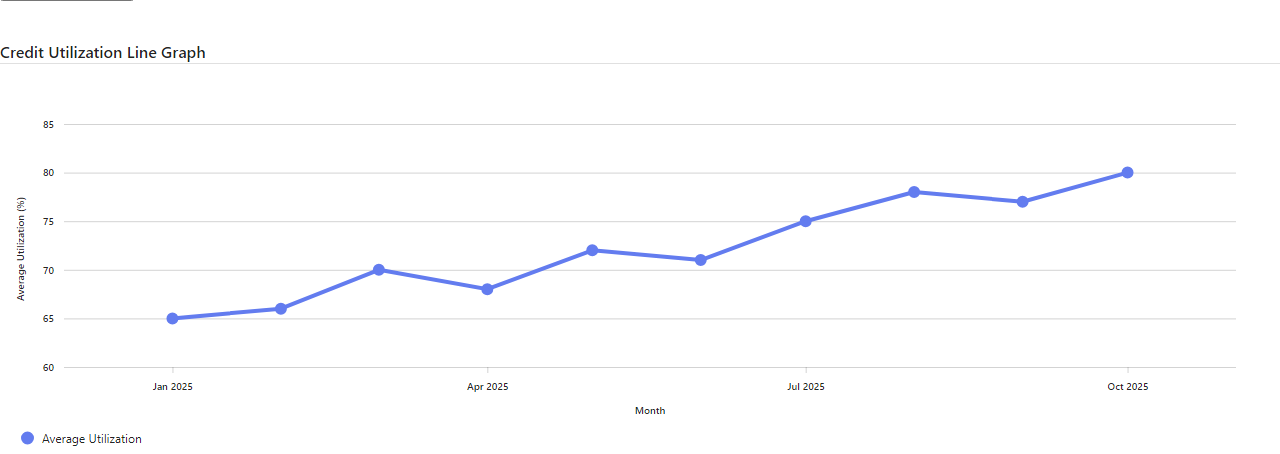 Credit Utilization Line Graph
85
80
75
70
65
60
Average Utilization (%)
Jan 2025 Apr 2025 Jul 2025 Oct 2025
Month
Average Utilization